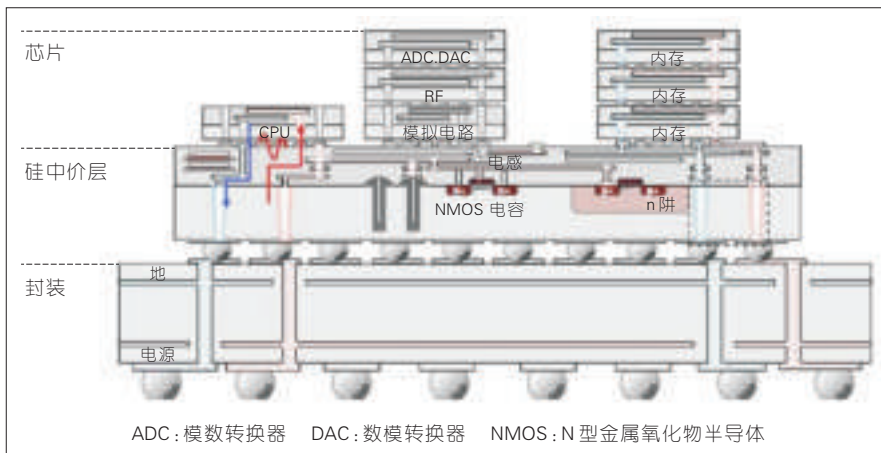 芯片
ADC.DAC
内存
RF
内存
CPU
模拟电路
内存
硅中价层
电感
NMOS 电容
n 阱
封装
地
电源
ADC：模数转换器 DAC：数模转换器 NMOS：N 型金属氧化物半导体